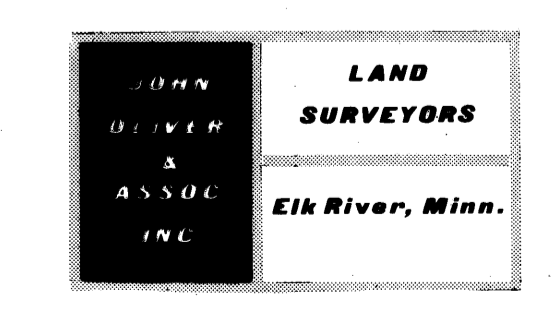 JOHN
OLIVER
&
ASSOC
INC
LAND
SURVEYORS
Elk River, Minn.